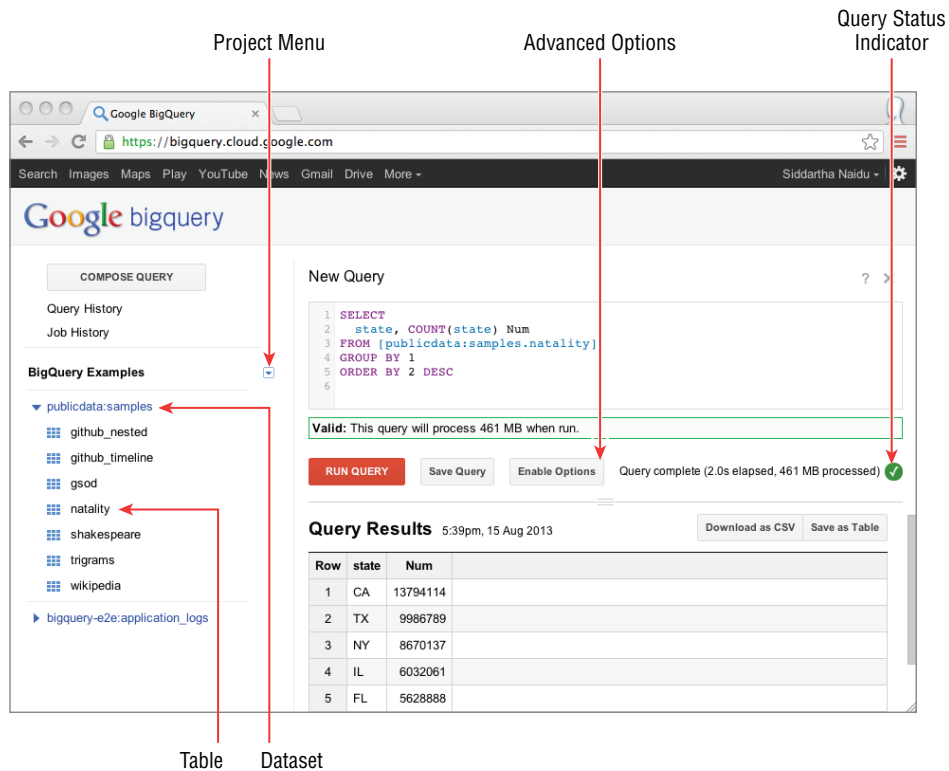 Query Status
Indicator
Project Menu
Advanced Options
Google BigQuery
https://bigquery.cloud.google.com
Search Images Maps Play YouTube News Gmail Drive More
Siddartha Naidu
Google bigquery
COMPOSE QUERY
Query History
Job History
BigQuery Examples
publicdata:samples
github_nested
github_timeline
gsod
natality
shakespeare
trigrams
wikipedia
bigquery-e2e:application_logs
New Query
?
1 SELECT
2 state, COUNT(state) Num
3 FROM [publicdata:samples.natality]
4 GROUP BY 1
5 ORDER BY 2 DESC
6
Valid: This query will process 461 MB when run.
RUN QUERY Save Query Enable Options Query complete (2.0s elapsed, 461 MB processed)
Query Results 5:39pm, 15 Aug 2013 Download as CSV Save as Table
Row state Num
1 CA 13794114
2 TX 9986789
3 NY 8670137
4 IL 6032061
5 FL 5628888
Table Dataset